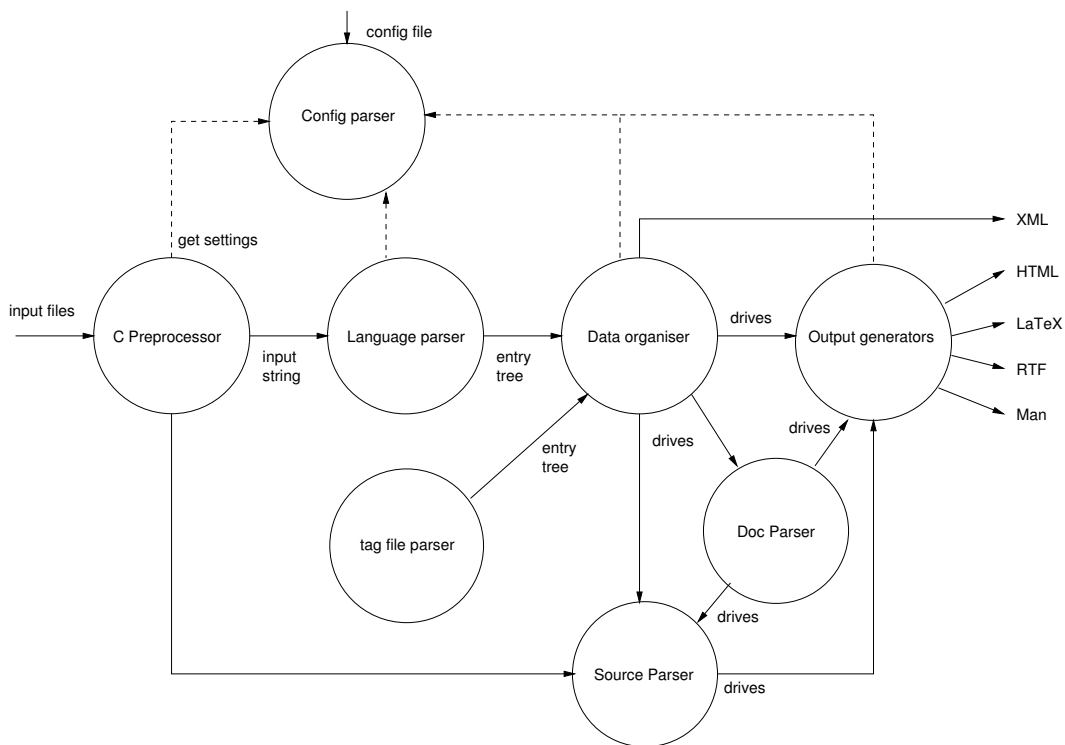 config file
Config parser
get settings
XML
HTML
input files
LaTeX
drives
C Preprocessor
Language parser
Data organiser
Output generators
input
string
entry
tree
RTF
Man
drives
drives
entry
tree
Doc Parser
tag file parser
drives
Source Parser
drives